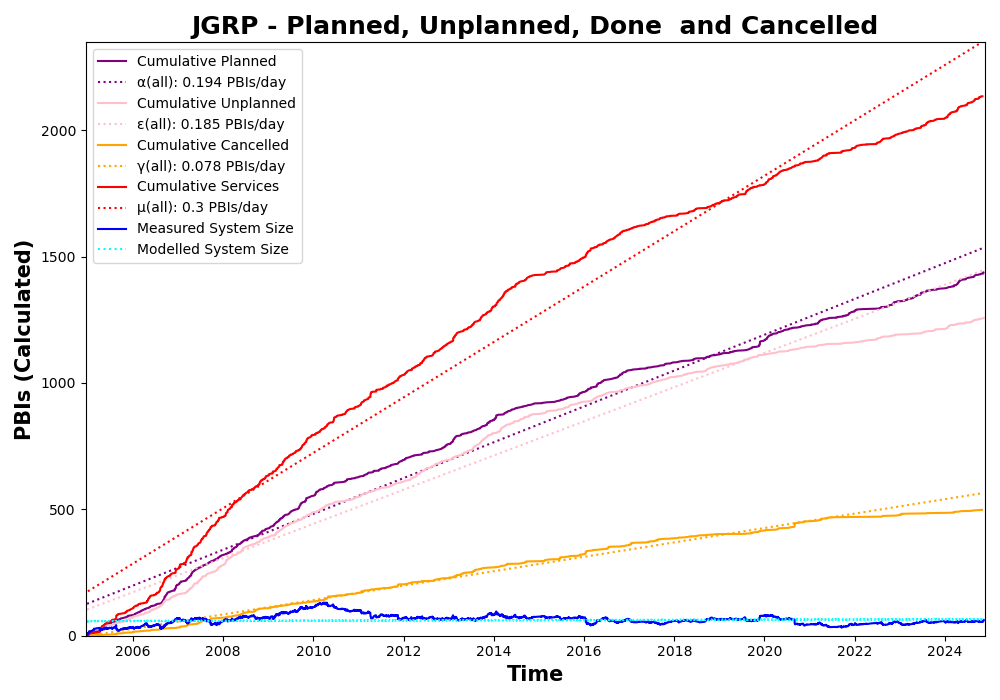 JGRP - Planned, Unplanned, Done  and Cancelled
Cumulative Planned
α(all): 0.194 PBIs/day
Cumulative Unplanned
ε(all): 0.185 PBIs/day
Cumulative Cancelled
γ(all): 0.078 PBIs/day
Cumulative Services
μ(all): 0.3 PBIs/day
Measured System Size
Modelled System Size
PBIs (Calculated)
2000
1500
1000
500
0
2006 2008 2010 2012 2014 2016 2018 2020 2022 2024
Time